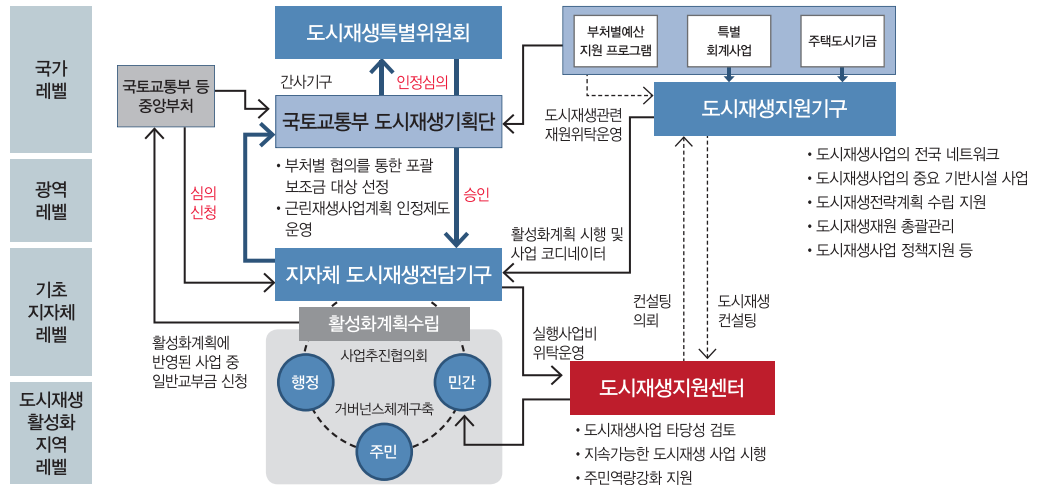 국가
레벨
광역
레벨
기초
지자체
레벨
도시재생
활성화
지역
레벨
도시재생특별위원회
부처별예산
지원 프로그램
특별
회계사업
주택도시기금
국토교통부 등
중앙부처
간사기구
인정심의
국토교통부 도시재생기획단
도시재생관련
재원위탁운영
도시재생지원기구
• 부처별 협의를 통한 포괄
보조금 대상 선정
• 근린재생사업계획 인정제도
운영
심의
신청
승인
• 도시재생사업의 전국 네트워크
• 도시재생사업의 중요 기반시설 사업
• 도시재생전략계획 수립 지원
• 도시재생재원 총괄관리
• 도시재생사업 정책지원 등
활성화계획 시행 및
사업 코디네이터
지자체 도시재생전담기구
활성화계획수립
컨설팅
의뢰
도시재생
컨설팅
실행사업비
위탁운영
활성화계획에
반영된 사업 중
일반교부금 신청
사업추진협의회
행정
민간
거버넌스체계구축
주민
도시재생지원센터
• 도시재생사업 타당성 검토
• 지속가능한 도시재생 사업 시행
• 주민역량강화 지원